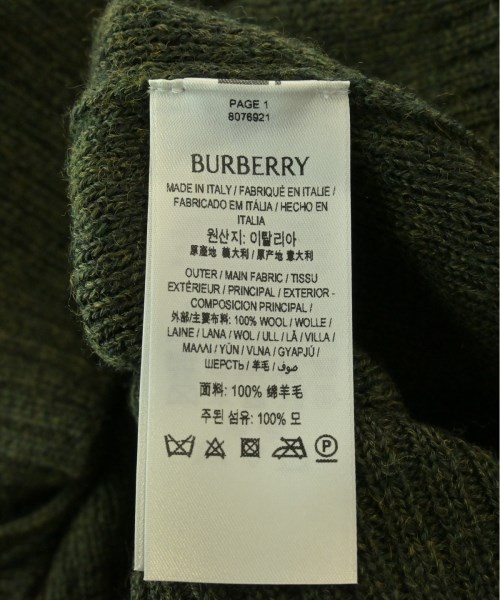 PAGE 1
8076921
BURBERRY
MADE IN ITALY / FABRIQUÉ EN ITALIE /
FABRICADO EM ITÁLIA / HECHO EN
ITALIA
원산지: 이탈리아
原產地 義大利 / 原产地 意大利
OUTER / MAIN FABRIC / TISSU
EXTÉRIEUR / PRINCIPAL / EXTERIOR -
COMPOSICIÓN PRINCIPAL /
外部/主要布料: 100% WOOL / WOLLE /
LAINE / LANA / WOL / ULL / LÃ / VILLA /
ΜΑΛΛΙ / YÜN / VLNA / GYAPJÚ /
ШЕРСТЬ / 羊毛 / صوف /
面料: 100% 绵羊毛
주된 섬유: 100% 모
P